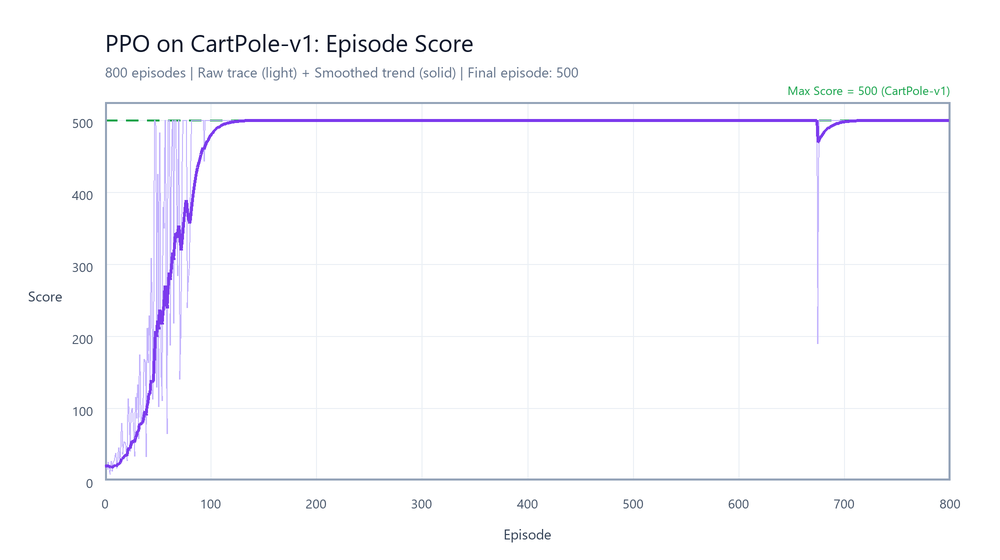 PPO on CartPole-v1: Episode Score
800 episodes | Raw trace (light) + Smoothed trend (solid) | Final episode: 500
Max Score = 500 (CartPole-v1)
500
400
300
200
100
0
Score
0 100 200 300 400 500 600 700 800
Episode